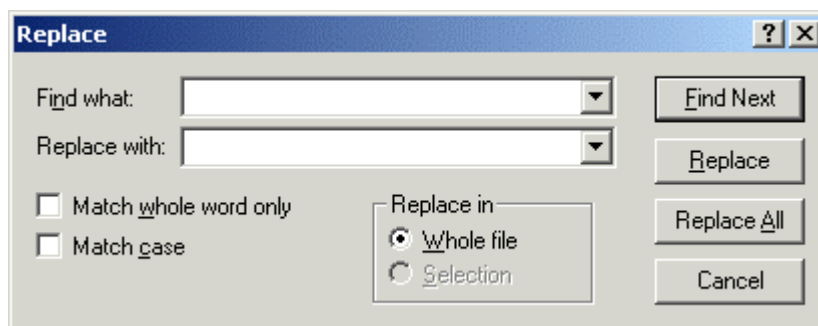 Replace
Find what:
Find Next
Replace with:
Replace
Match whole word only
Replace in
Replace All
Whole file
Match case
Selection
Cancel